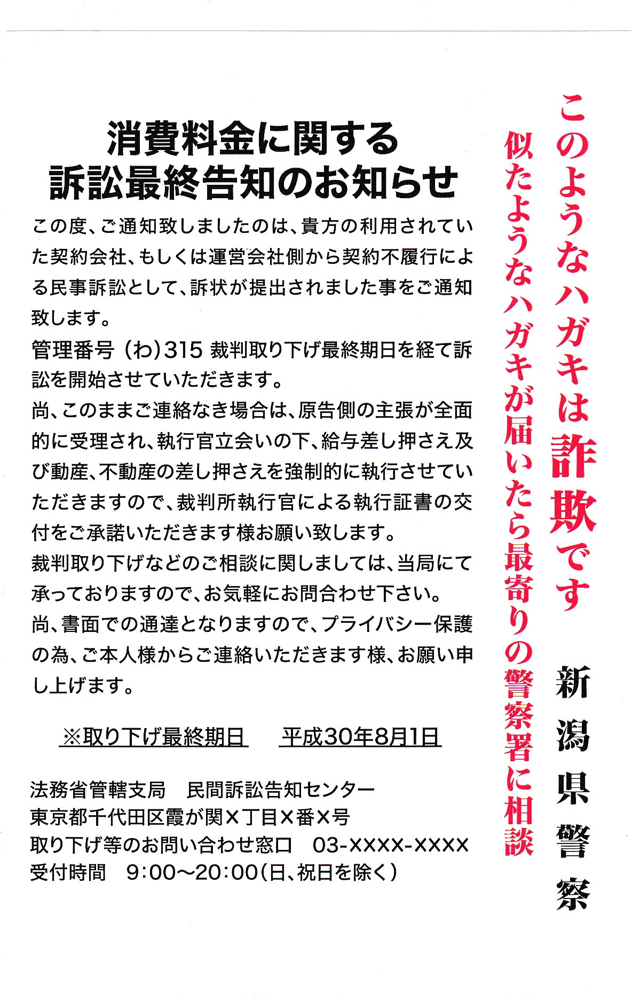 このようなハガキは詐欺です　新潟県警察
似たようなハガキが届いたら最寄りの警察署に相談
消費料金に関する
訴訟最終告知のお知らせ
この度、ご通知致しましたのは、貴方の利用されてい
た契約会社、もしくは運営会社側から契約不履行によ
る民事訴訟として、訴状が提出されました事をご通知
致します。
管理番号（わ）315 裁判取り下げ最終期日を経て訴
訟を開始させていただきます。
尚、このままご連絡なき場合は、原告側の主張が全面
的に受理され、執行官立会いの下、給与差し押さえ及
び動産、不動産の差し押さえを強制的に執行させてい
ただきますので、裁判所執行官による執行証書の交
付をご承諾いただきます様お願い致します。
裁判取り下げなどのご相談に関しましては、当局にて
承っておりますので、お気軽にお問合わせ下さい。
尚、書面での通達となりますので、プライバシー保護
の為、ご本人様からご連絡いただきます様、お願い申
し上げます。
※取り下げ最終期日　平成30年8月1日
法務省管轄支局　民間訴訟告知センター
東京都千代田区霞が関✕丁目✕番✕号
取り下げ等のお問い合わせ窓口　03-XXXX-XXXX
受付時間　9：00〜20：00（日、祝日を除く）